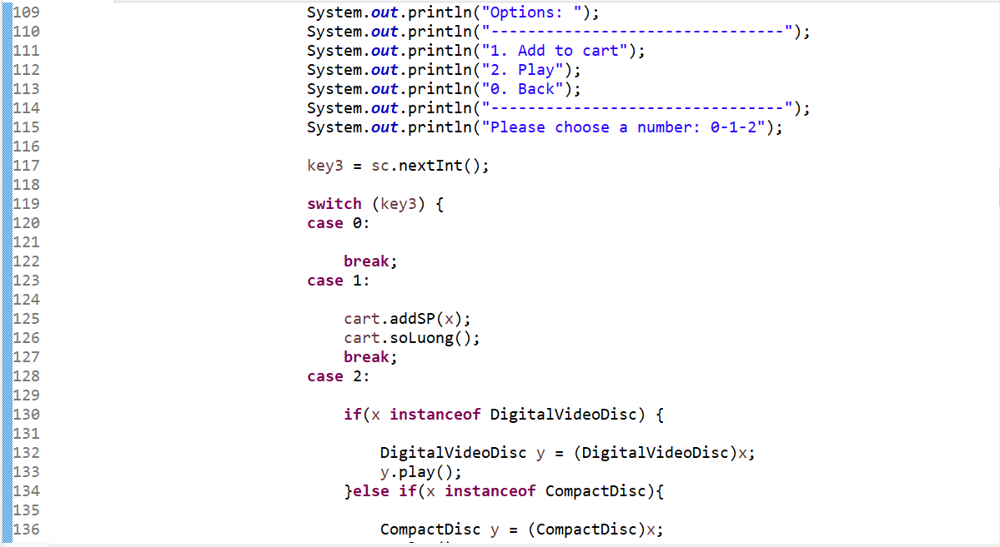 109 System.out.println("Options: ");
110 System.out.println("--------------------------------");
111 System.out.println("1. Add to cart");
112 System.out.println("2. Play");
113 System.out.println("0. Back");
114 System.out.println("--------------------------------");
115 System.out.println("Please choose a number: 0-1-2");
116
117 key3 = sc.nextInt();
118
119 switch (key3) {
120 case 0:
121
122 break;
123 case 1:
124
125 cart.addSP(x);
126 cart.soLuong();
127 break;
128 case 2:
129
130 if(x instanceof DigitalVideoDisc) {
131
132 DigitalVideoDisc y = (DigitalVideoDisc)x;
133 y.play();
134 }else if(x instanceof CompactDisc){
135
136 CompactDisc y = (CompactDisc)x;